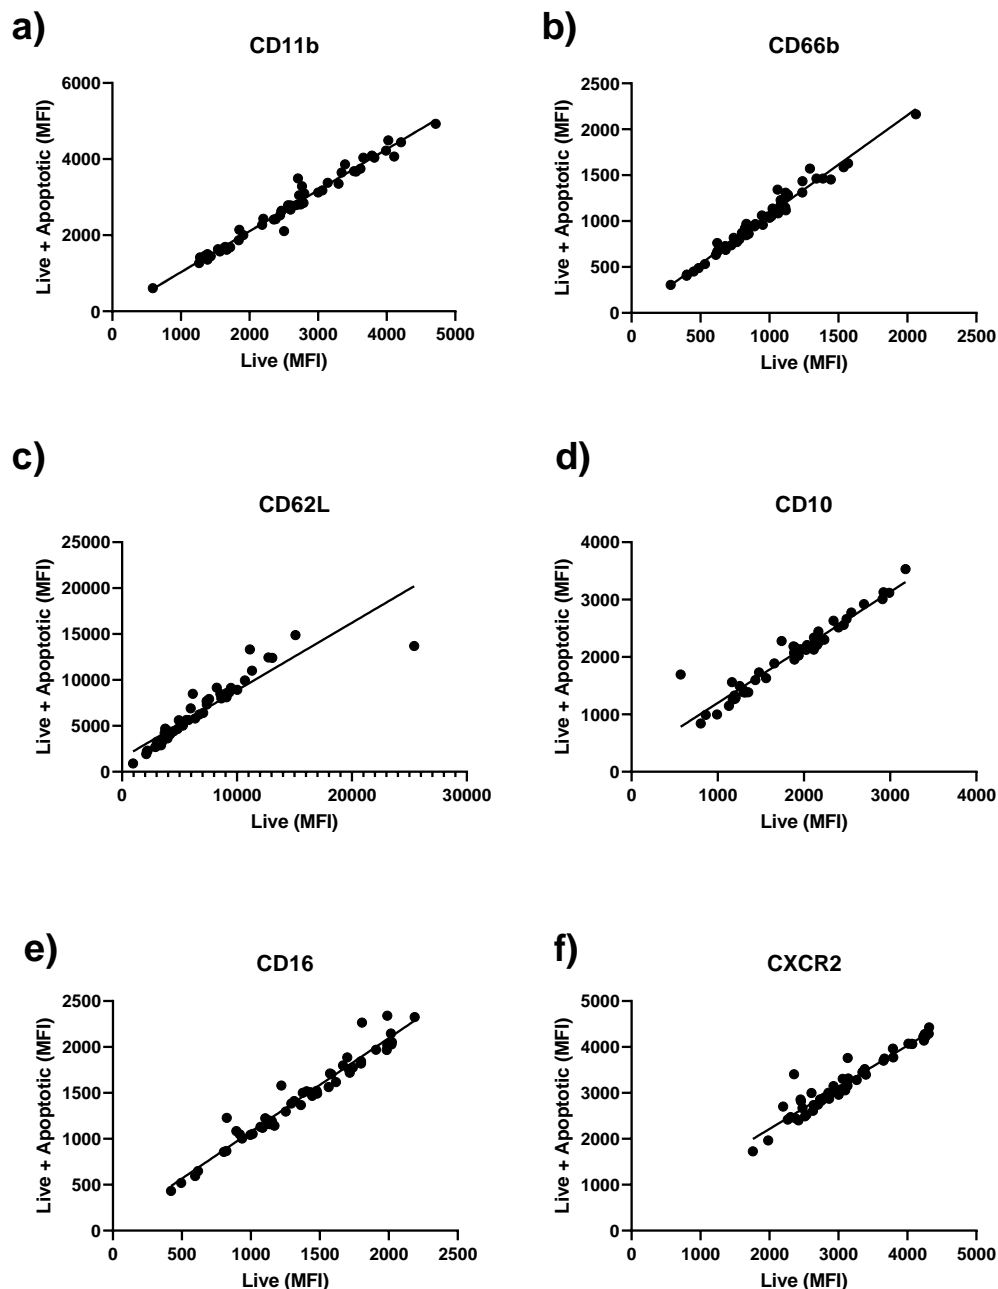 a)
CD11b
Live + Apoptotic (MFI)
6000
4000
2000
0
0 1000 2000 3000 4000 5000
Live (MFI)
b)
CD66b
Live + Apoptotic (MFI)
2500
2000
1500
1000
500
0
0 500 1000 1500 2000 2500
Live (MFI)
c)
CD62L
Live + Apoptotic (MFI)
25000
20000
15000
10000
5000
0
0 10000 20000 30000
Live (MFI)
d)
CD10
Live + Apoptotic (MFI)
4000
3000
2000
1000
0
0 1000 2000 3000 4000
Live (MFI)
e)
CD16
Live + Apoptotic (MFI)
2500
2000
1500
1000
500
0
0 500 1000 1500 2000 2500
Live (MFI)
f)
CXCR2
Live + Apoptotic (MFI)
5000
4000
3000
2000
1000
0
0 1000 2000 3000 4000 5000
Live (MFI)